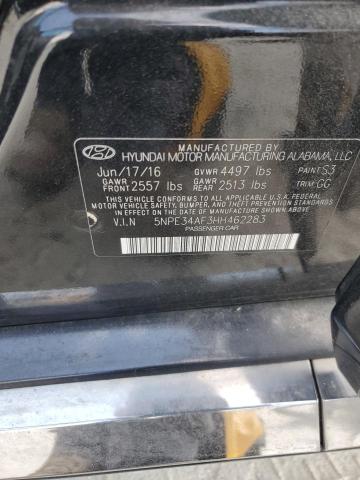 MANUFACTURED BY
HYUNDAI MOTOR MANUFACTURING ALABAMA, LLC
Jun/17/16 GVWR 4497 lbs PAINT S3
GAWR FRONT 2557 lbs GAWR REAR 2513 lbs TRIM GG
THIS VEHICLE CONFORMS TO ALL APPLICABLE U.S.A. FEDERAL
MOTOR VEHICLE SAFETY, BUMPER, AND THEFT PREVENTION
STANDARDS IN EFFECT ON THE DATE OF MANUFACTURE SHOWN ABOVE.
V.I.N 5NPE34AF3HH462283
PASSENGER CAR